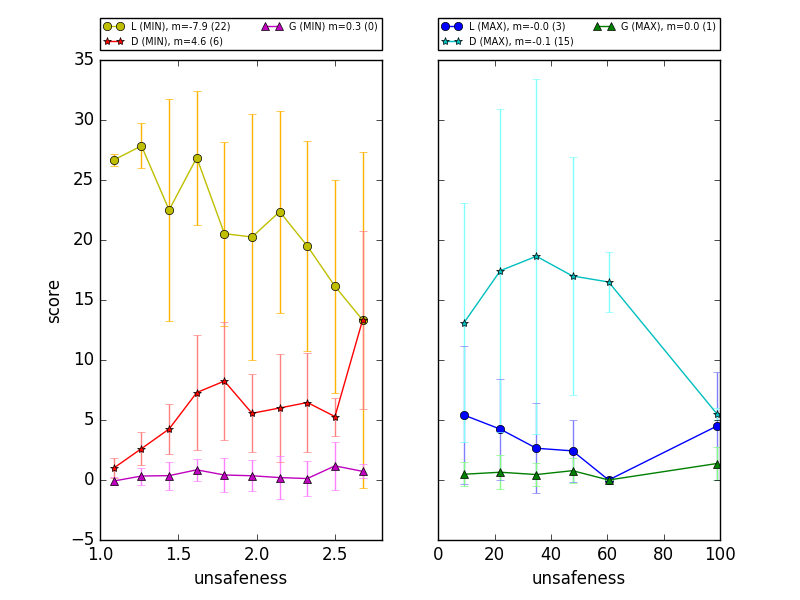 L (MIN), m=-7.9 (22)
G (MIN) m=0.3 (0)
D (MIN), m=4.6 (6)
L (MAX), m=-0.0 (3)
G (MAX), m=0.0 (1)
D (MAX), m=-0.1 (15)
35
30
25
20
15
10
5
0
−5
score
1.0 1.5 2.0 2.5
unsafeness
0 20 40 60 80 100
unsafeness